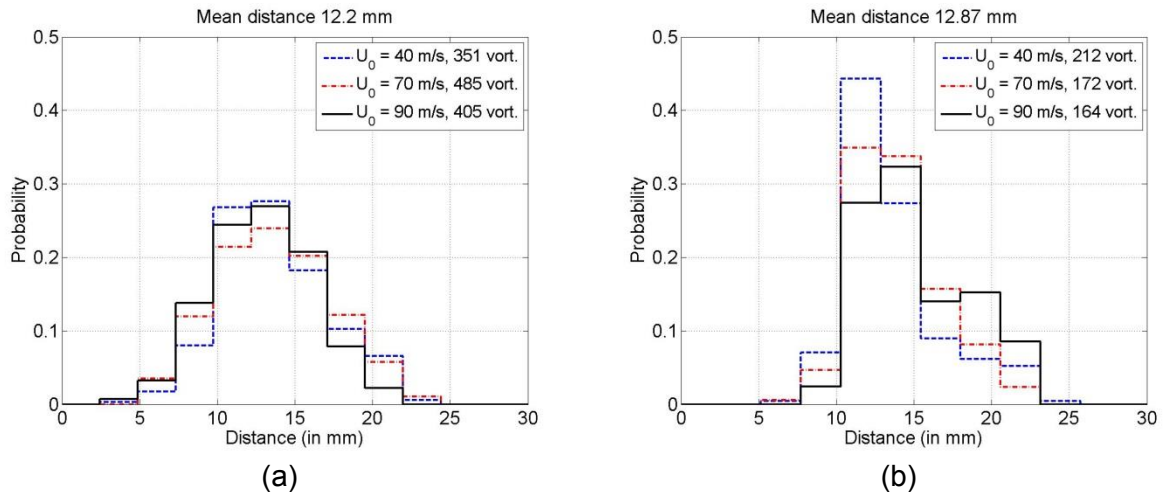 Mean distance 12.2 mm
0.5
0.4
0.3
0.2
0.1
0
Probability
U0 = 40 m/s, 351 vort.
U0 = 70 m/s, 485 vort.
U0 = 90 m/s, 405 vort.
0 5 10 15 20 25 30
Distance (in mm)
(a)
Mean distance 12.87 mm
0.5
0.4
0.3
0.2
0.1
0
Probability
U0 = 40 m/s, 212 vort.
U0 = 70 m/s, 172 vort.
U0 = 90 m/s, 164 vort.
0 5 10 15 20 25 30
Distance (in mm)
(b)